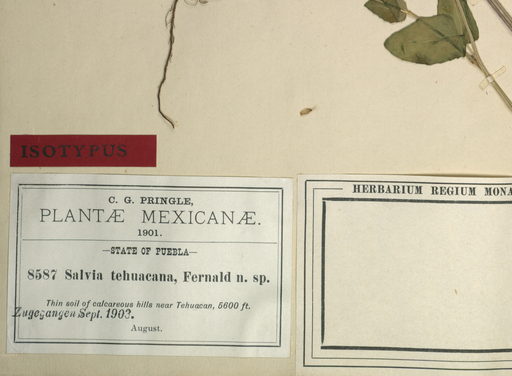 ISOTYPUS
C. G. PRINGLE,
PLANTÆ MEXICANÆ.
1901.
—STATE OF PUEBLA—
8587 Salvia tehuacana, Fernald n. sp.
Thin soil of calcareous hills near Tehuacan, 5600 ft.
Zugegangen Sept. 1903.
August.
HERBARIUM REGIUM MONA